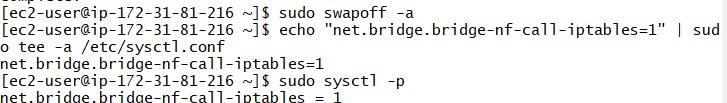 [ec2-user@ip-172-31-81-216 ~]$ sudo swapoff -a
[ec2-user@ip-172-31-81-216 ~]$ echo "net.bridge.bridge-nf-call-iptables=1" | sud
o tee -a /etc/sysctl.conf
net.bridge.bridge-nf-call-iptables=1
[ec2-user@ip-172-31-81-216 ~]$ sudo sysctl -p
net.bridge.bridge-nf-call-iptables = 1